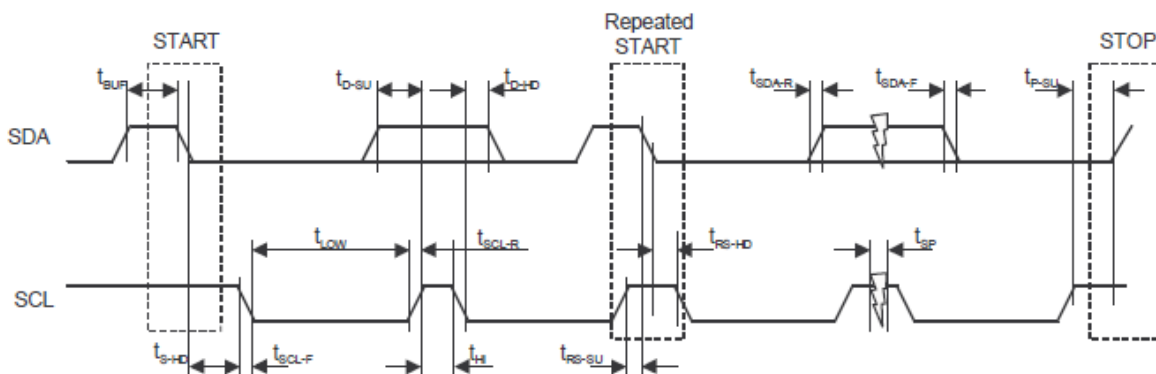 START
Repeated
START
STOP
tBUF
tD-SU
tD-HD
tSDA-R
tSDA-F
tP-SU
SDA
tLOW
tSCL-R
tRS-HD
tSP
SCL
tS-HD
tSCL-F
tHI
tRS-SU